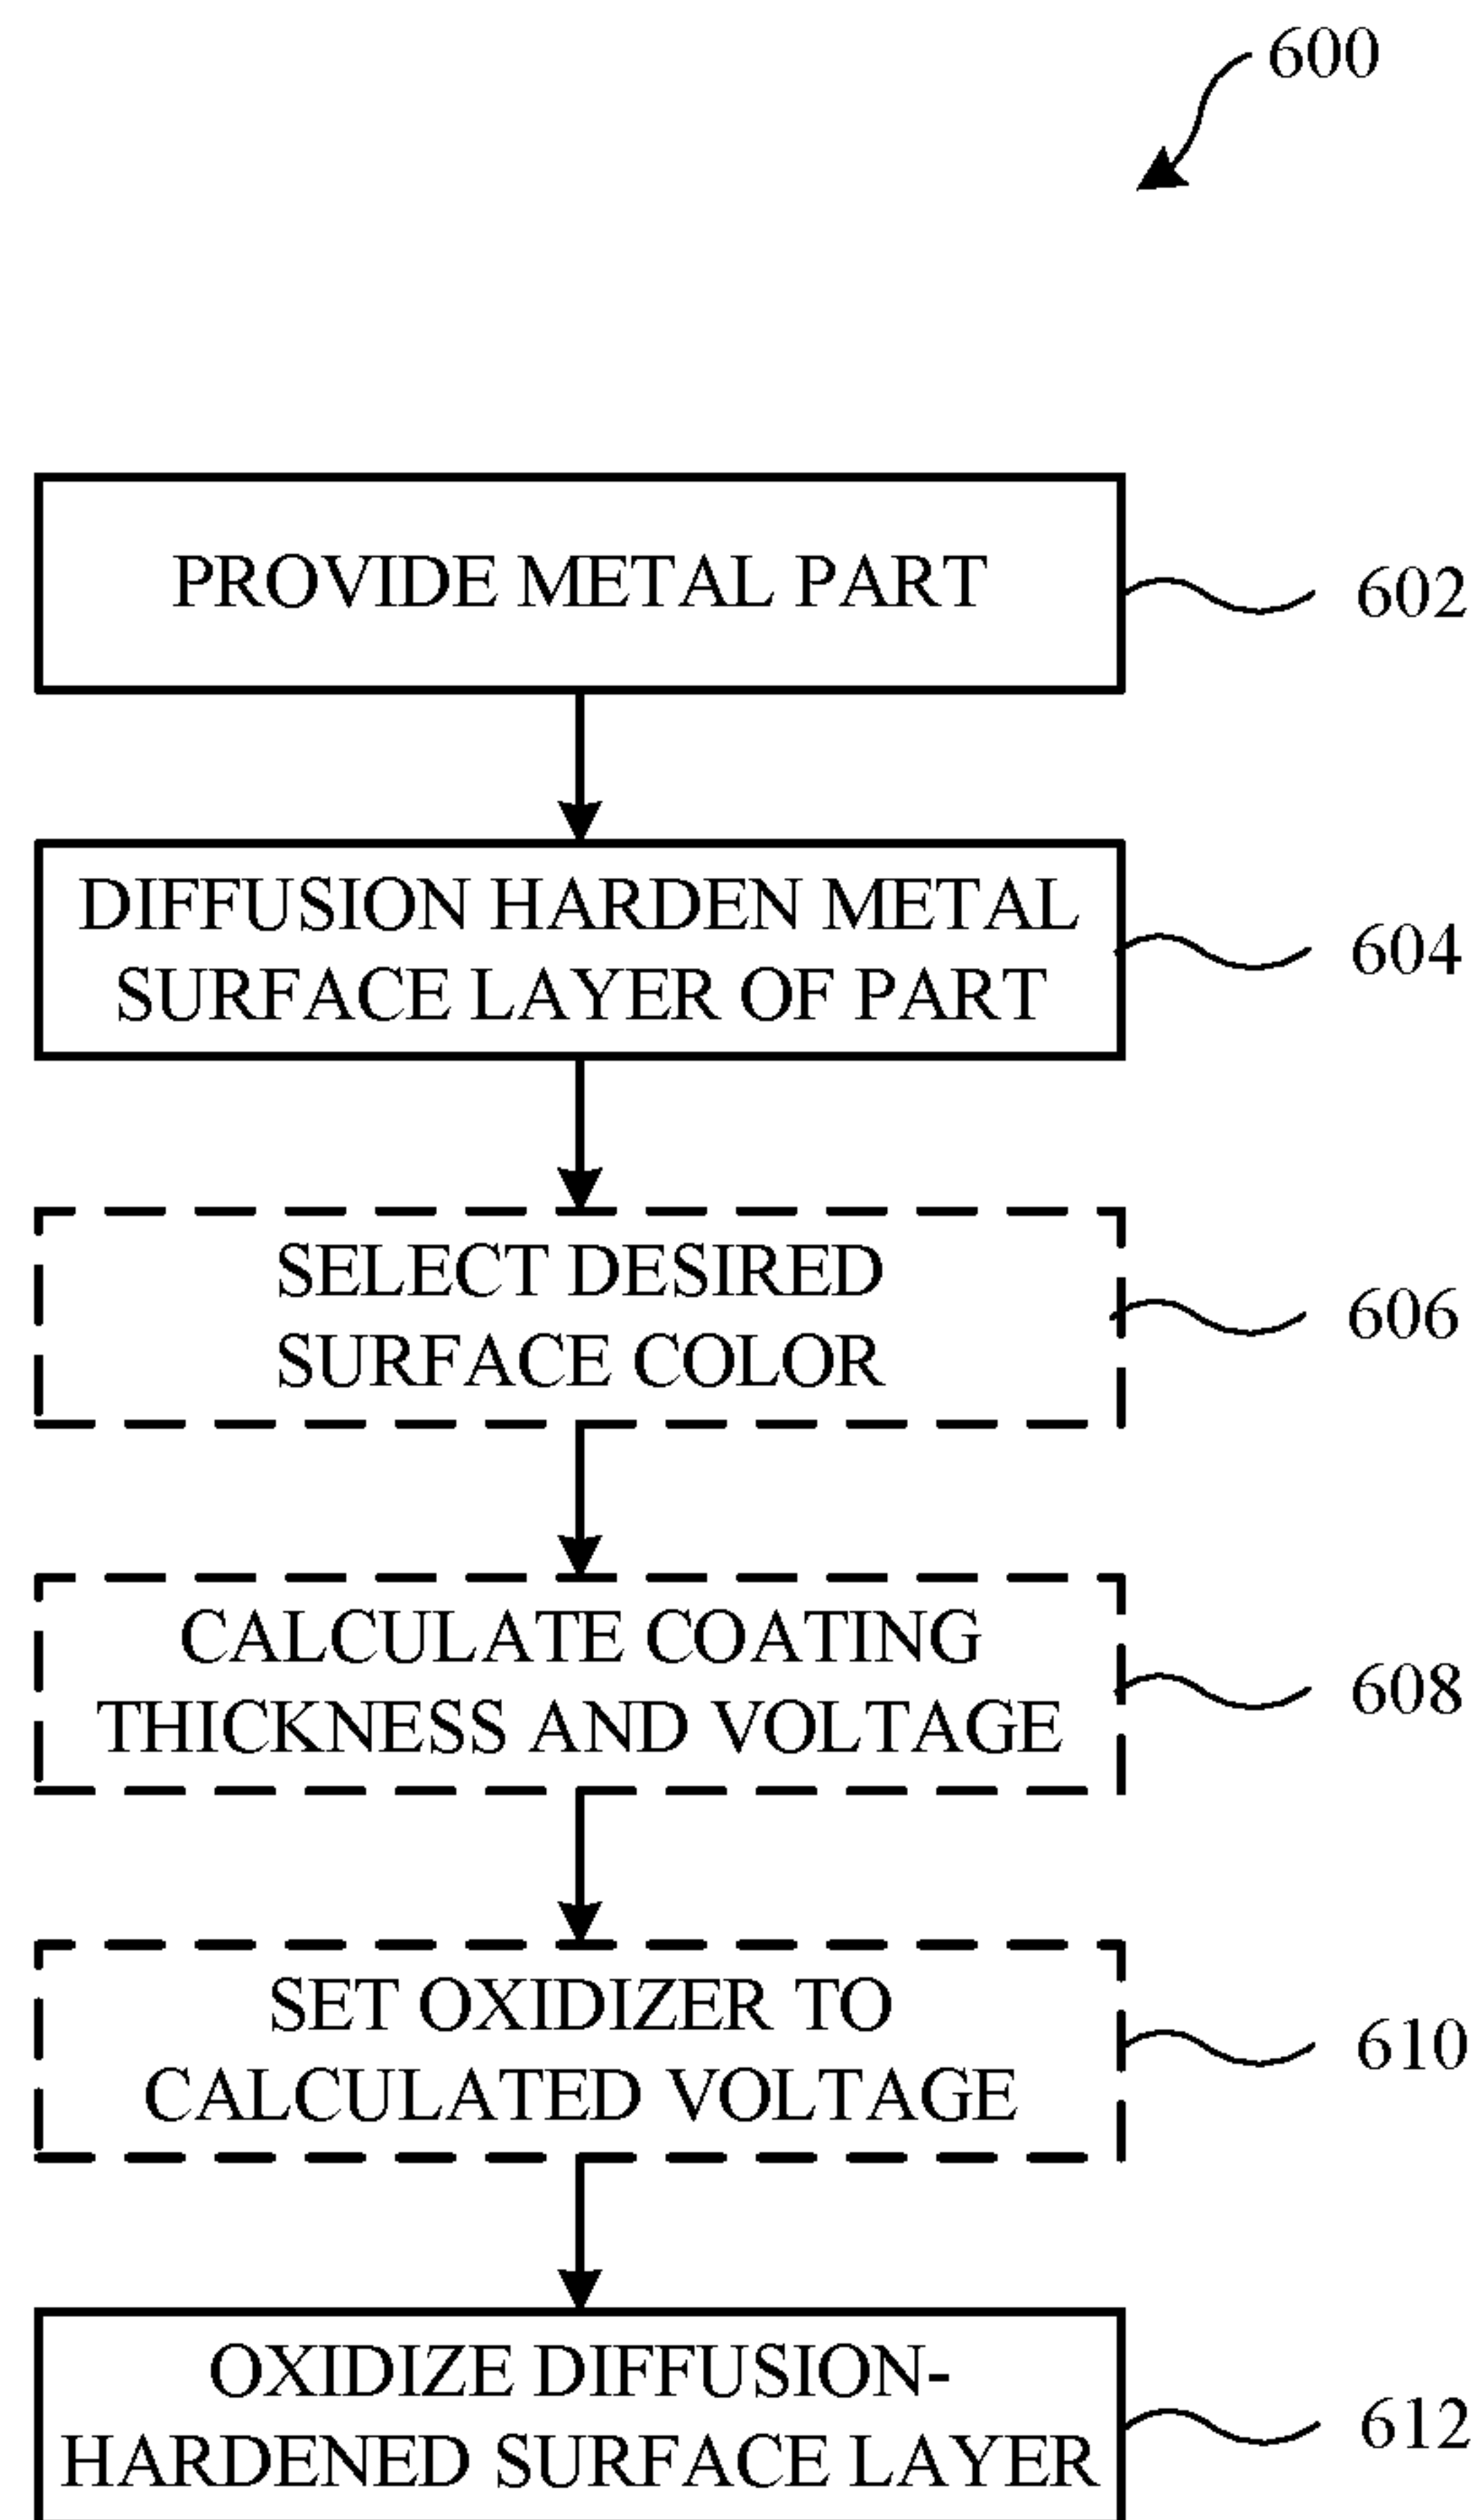 600
PROVIDE METAL PART
602
DIFFUSION HARDEN METAL
SURFACE LAYER OF PART
604
SELECT DESIRED
SURFACE COLOR
606
CALCULATE COATING
THICKNESS AND VOLTAGE
608
SET OXIDIZER TO
CALCULATED VOLTAGE
610
OXIDIZE DIFFUSION-
HARDENED SURFACE LAYER
612